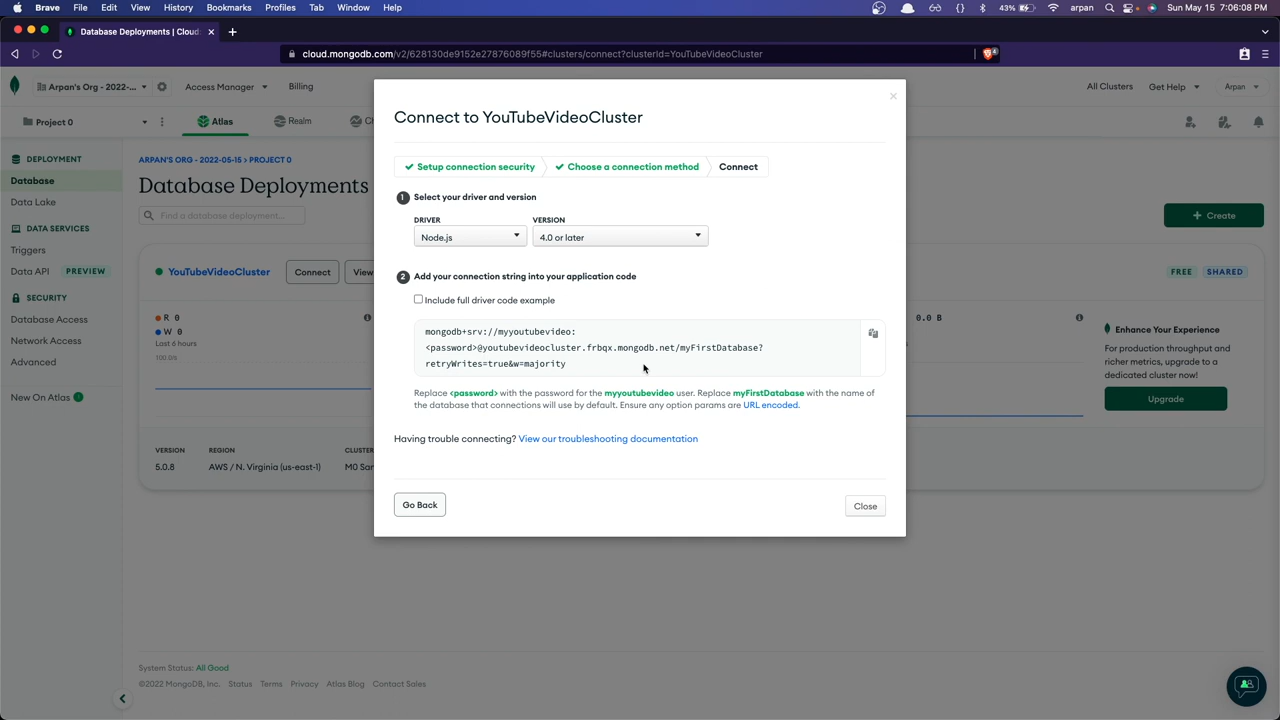 Brave File Edit View History Bookmarks Profiles Tab Window Help
Sun May 15 7:06:08 PM
Database Deployments | Cloud:
cloud.mongodb.com/v2/628130de9152e27876089f55#clusters/connect?clusterId=YouTubeVideoCluster
Arpan's Org - 2022-...
Access Manager
Billing
All Clusters
Get Help
Arpan
Project 0
Atlas
Realm
DEPLOYMENT
Database
Data Lake
DATA SERVICES
Triggers
Data API PREVIEW
SECURITY
Database Access
Network Access
Advanced
New On Atlas
ARPAN'S ORG - 2022-05-15 > PROJECT 0
Database Deployments
Find a database deployment...
+ Create
YouTubeVideoCluster
Connect
View
FREE SHARED
R 0
W 0
Last 6 hours
100.0/s
0.0 B
Enhance Your Experience
For production throughput and
richer metrics, upgrade to a
dedicated cluster now!
Upgrade
VERSION
5.0.8
REGION
AWS / N. Virginia (us-east-1)
CLUSTER
Connect to YouTubeVideoCluster
Setup connection security
Choose a connection method
Connect
1 Select your driver and version
DRIVER
VERSION
Node.js
4.0 or later
2 Add your connection string into your application code
Include full driver code example
mongodb+srv://myyoutubevideo:
<password>@youtubevideocluster.frbqx.mongodb.net/myFirstDatabase?
retryWrites=true&w=majority
Replace <password> with the password for the myyoutubevideo user. Replace myFirstDatabase with the name of
the database that connections will use by default. Ensure any option params are URL encoded.
Having trouble connecting? View our troubleshooting documentation
Go Back
Close
System Status: All Good
©2022 MongoDB, Inc. Status Terms Privacy Atlas Blog Contact Sales